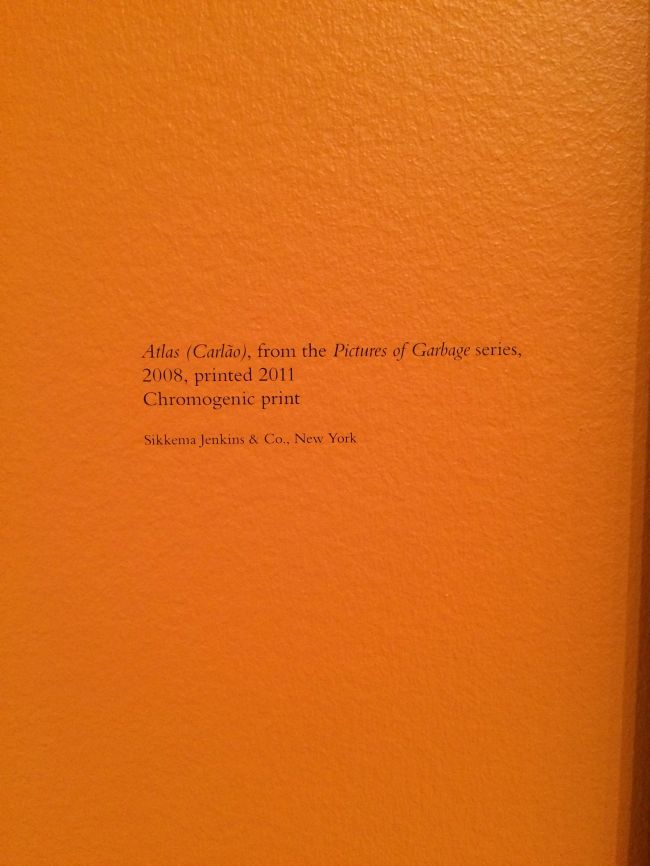 Atlas (Carlão), from the Pictures of Garbage series,
2008, printed 2011
Chromogenic print
Sikkema Jenkins & Co., New York